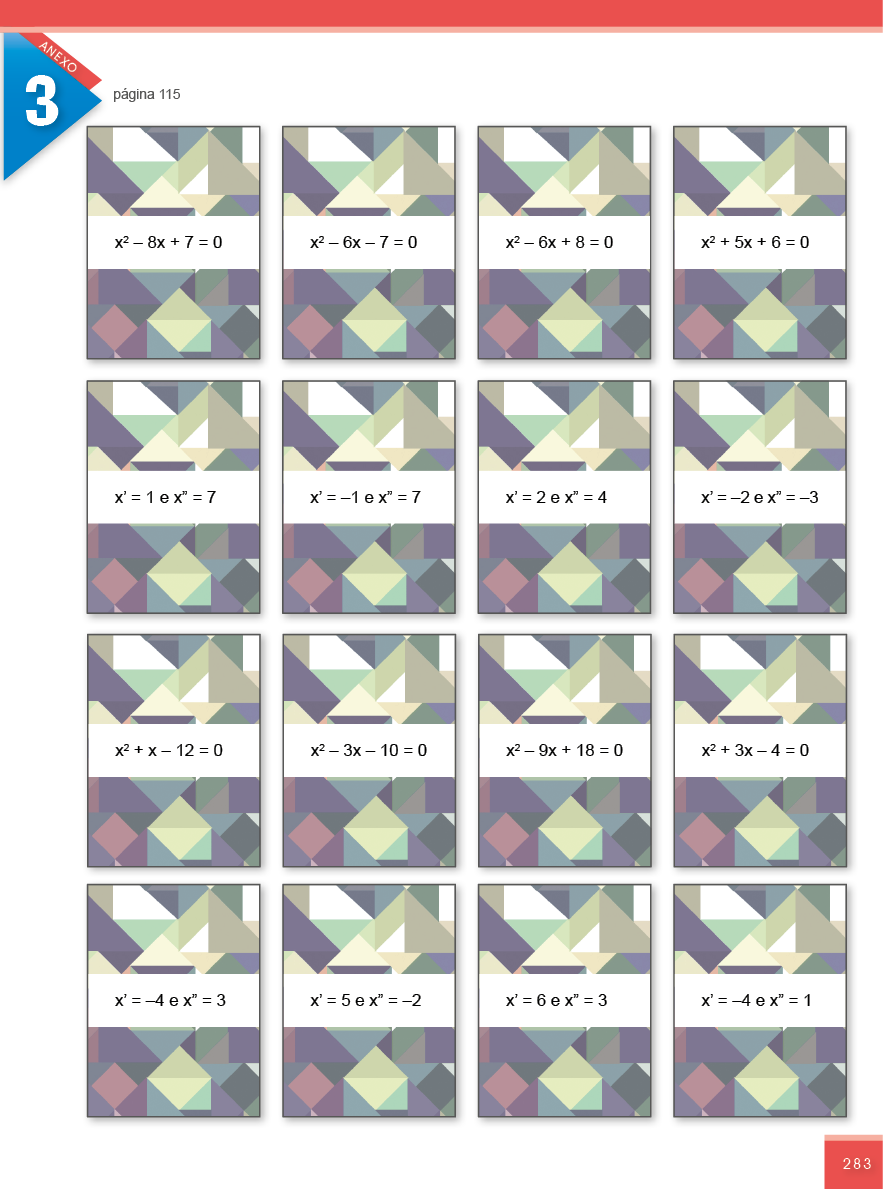 ANEXO
3
página 115
x² – 8x + 7 = 0
x² – 6x – 7 = 0
x² – 6x + 8 = 0
x² + 5x + 6 = 0
x’ = 1 e x” = 7
x’ = –1 e x” = 7
x’ = 2 e x” = 4
x’ = –2 e x” = –3
x² + x – 12 = 0
x² – 3x – 10 = 0
x² – 9x + 18 = 0
x² + 3x – 4 = 0
x’ = –4 e x” = 3
x’ = 5 e x” = –2
x’ = 6 e x” = 3
x’ = –4 e x” = 1
283